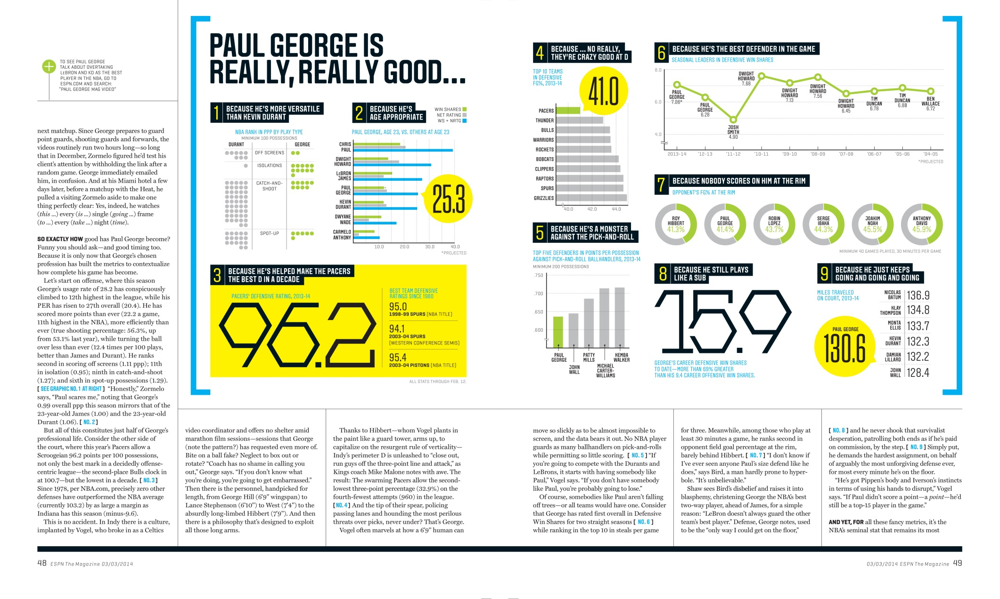 TO SEE PAUL GEORGE
TALK ABOUT OVERTAKING
LEBRON AND KD AS THE BEST
PLAYER IN THE NBA, GO TO
ESPN.COM AND SEARCH:
"PAUL GEORGE MAG VIDEO"
next matchup. Since George prepares to guard
point guards, shooting guards and forwards, the
videos routinely run two hours long—so long
that in December, Zormelo figured he'd test his
client's attention by withholding the link after a
random game. George immediately emailed
him, in confusion. And at his Miami hotel a few
days later, before a matchup with the Heat, he
pulled a visiting Zormelo aside to make one
thing perfectly clear: Yes, indeed, he watches
(this ...) every (is ...) single (going ...) frame
(to ...) every (take ...) night (time).
SO EXACTLY HOW good has Paul George become?
Funny you should ask—and good timing too.
Because it is only now that George's chosen
profession has built the metrics to contextualize
how complete his game has become.
Let's start on offense, where this season
George's usage rate of 28.2 has conspicuously
climbed to 12th highest in the league, while his
PER has risen to 27th overall (20.4). He has
scored more points than ever (22.2 a game,
11th highest in the NBA), more efficiently than
ever (true shooting percentage: 56.3%, up
from 53.1% last year), while turning the ball
over less than ever (12.4 times per 100 plays,
better than James and Durant). He ranks
second in scoring off screens (1.11 ppp); 11th
in isolation (0.95); ninth in catch-and-shoot
(1.27); and sixth in spot-up possessions (1.29).
[ SEE GRAPHIC NO. 1 AT RIGHT ] "Honestly," Zormelo
says, "Paul scares me," noting that George's
0.99 overall ppp this season mirrors that of the
23-year-old James (1.00) and the 23-year-old
Durant (1.06). [ NO. 2 ]
But all of this constitutes just half of George's
professional life. Consider the other side of
the court, where this year's Pacers allow a
Scroogeian 96.2 points per 100 possessions,
not only the best mark in a decidedly offense-
centric league—the second-place Bulls clock in
at 100.7—but the lowest in a decade. [ NO. 3 ]
Since 1978, per NBA.com, precisely zero other
defenses have outperformed the NBA average
(currently 103.2) by as large a margin as
Indiana has this season (minus-9.6).
This is no accident. In Indy there is a culture,
implanted by Vogel, who broke in as a Celtics
PAUL GEORGE IS
REALLY, REALLY GOOD...
1 BECAUSE HE'S MORE VERSATILE
THAN KEVIN DURANT
NBA RANK IN PPP BY PLAY TYPE
MINIMUM 100 POSSESSIONS
DURANT GEORGE
OFF SCREENS
ISOLATIONS
CATCH-AND-
SHOOT
SPOT-UP
2 BECAUSE HE'S
AGE APPROPRIATE
WIN SHARES
NET RATING
WS + NRTG
PAUL GEORGE, AGE 23, VS. OTHERS AT AGE 23
CHRIS
PAUL
DWIGHT
HOWARD
LEBRON
JAMES
PAUL
GEORGE
*
25.3
KEVIN
DURANT
DWYANE
WADE
CARMELO
ANTHONY
10.0 20.0 30.0 40.0
*PROJECTED
3 BECAUSE HE'S HELPED MAKE THE PACERS
THE BEST D IN A DECADE
PACERS' DEFENSIVE RATING, 2013-14
96.2
BEST TEAM DEFENSIVE
RATINGS SINCE 1980
95.0
1998-99 SPURS [NBA TITLE]
94.1
2003-04 SPURS
[WESTERN CONFERENCE SEMIS]
95.4
2003-04 PISTONS [NBA TITLE]
ALL STATS THROUGH FEB. 12.
4 BECAUSE ... NO REALLY,
THEY'RE CRAZY GOOD AT D
TOP 10 TEAMS
IN DEFENSIVE
FG%, 2013-14
41.0
PACERS
THUNDER
BULLS
WARRIORS
ROCKETS
BOBCATS
CLIPPERS
RAPTORS
SPURS
GRIZZLIES
40.0 42.0 44.0
5 BECAUSE HE'S A MONSTER
AGAINST THE PICK-AND-ROLL
TOP FIVE DEFENDERS IN POINTS PER POSSESSION
AGAINST PICK-AND-ROLL BALLHANDLERS, 2013-14
MINIMUM 200 POSSESSIONS
.750
.700
.650
.600
PAUL
GEORGE
JOHN
WALL
PATTY
MILLS
MICHAEL
CARTER-
WILLIAMS
KEMBA
WALKER
6 BECAUSE HE'S THE BEST DEFENDER IN THE GAME
SEASONAL LEADERS IN DEFENSIVE WIN SHARES
8.0
6.0
4.0
PAUL
GEORGE
7.06*
PAUL
GEORGE
6.28
JOSH
SMITH
4.90
DWIGHT
HOWARD
7.68
DWIGHT
HOWARD
7.13
DWIGHT
HOWARD
7.56
DWIGHT
HOWARD
6.45
TIM
DUNCAN
6.78
TIM
DUNCAN
6.88
BEN
WALLACE
6.72
2013-14 '12-13 '11-12 '10-11 '09-10 '08-09 '07-08 '06-07 '05-06 '04-05
*PROJECTED
7 BECAUSE NOBODY SCORES ON HIM AT THE RIM
OPPONENT'S FG% AT THE RIM
ROY
HIBBERT
41.3%
PAUL
GEORGE
41.4%
ROBIN
LOPEZ
43.7%
SERGE
IBAKA
44.3%
JOAKIM
NOAH
45.5%
ANTHONY
DAVIS
45.9%
MINIMUM 40 GAMES PLAYED, 30 MINUTES PER GAME
8 BECAUSE HE STILL PLAYS
LIKE A SUB
15.9
GEORGE'S CAREER DEFENSIVE WIN SHARES
TO DATE—MORE THAN 69% GREATER
THAN HIS 9.4 CAREER OFFENSIVE WIN SHARES.
9 BECAUSE HE JUST KEEPS
GOING AND GOING AND GOING
MILES TRAVELED
ON COURT, 2013-14
PAUL GEORGE
130.6
NICOLAS
BATUM 136.9
KLAY
THOMPSON 134.8
MONTA
ELLIS 133.7
KEVIN
DURANT 132.3
DAMIAN
LILLARD 132.2
JOHN
WALL 128.4
video coordinator and offers no shelter amid
marathon film sessions—sessions that George
(note the pattern?) has requested even more of.
Bite on a ball fake? Neglect to box out or
rotate? "Coach has no shame in calling you
out," George says. "If you don't know what
you're doing, you're going to get embarrassed."
Then there is the personnel, handpicked for
length, from George Hill (6'9" wingspan) to
Lance Stephenson (6'10") to West (7'4") to the
absurdly long-limbed Hibbert (7'9"). And then
there is a philosophy that's designed to exploit
all those long arms.
Thanks to Hibbert—whom Vogel plants in
the paint like a guard tower, arms up, to
capitalize on the resurgent rule of verticality—
Indy's perimeter D is unleashed to "close out,
run guys off the three-point line and attack," as
Kings coach Mike Malone notes with awe. The
result: The swarming Pacers allow the second-
lowest three-point percentage (32.9%) on the
fourth-fewest attempts (960) in the league.
[ NO. 4 ] And the tip of their spear, policing
passing lanes and hounding the most perilous
threats over picks, never under? That's George.
Vogel often marvels at how a 6'9" human can
move so slickly as to be almost impossible to
screen, and the data bears it out. No NBA player
guards as many ballhandlers on pick-and-rolls
while permitting so little scoring. [ NO. 5 ] "If
you're going to compete with the Durants and
LeBrons, it starts with having somebody like
Paul," Vogel says. "If you don't have somebody
like Paul, you're probably going to lose."
Of course, somebodies like Paul aren't falling
off trees—or all teams would have one. Consider
that George has rated first overall in Defensive
Win Shares for two straight seasons [ NO. 6 ]
while ranking in the top 10 in steals per game
for three. Meanwhile, among those who play at
least 30 minutes a game, he ranks second in
opponent field goal percentage at the rim,
barely behind Hibbert. [ NO. 7 ] "I don't know if
I've ever seen anyone Paul's size defend like he
does," says Bird, a man hardly prone to hyper-
bole. "It's unbelievable."
Shaw sees Bird's disbelief and raises it into
blasphemy, christening George the NBA's best
two-way player, ahead of James, for a simple
reason: "LeBron doesn't always guard the other
team's best player." Defense, George notes, used
to be the "only way I could get on the floor,"
[ NO. 8 ] and he never shook that survivalist
desperation, patrolling both ends as if he's paid
on commission, by the step. [ NO. 9 ] Simply put,
he demands the hardest assignment, on behalf
of arguably the most unforgiving defense ever,
for most every minute he's on the floor.
"He's got Pippen's body and Iverson's instincts
in terms of using his hands to disrupt," Vogel
says. "If Paul didn't score a point—a point—he'd
still be a top-15 player in the game."
AND YET, FOR all these fancy metrics, it's the
NBA's seminal stat that remains its most
48 ESPN The Magazine 03/03/2014
03/03/2014 ESPN The Magazine 49